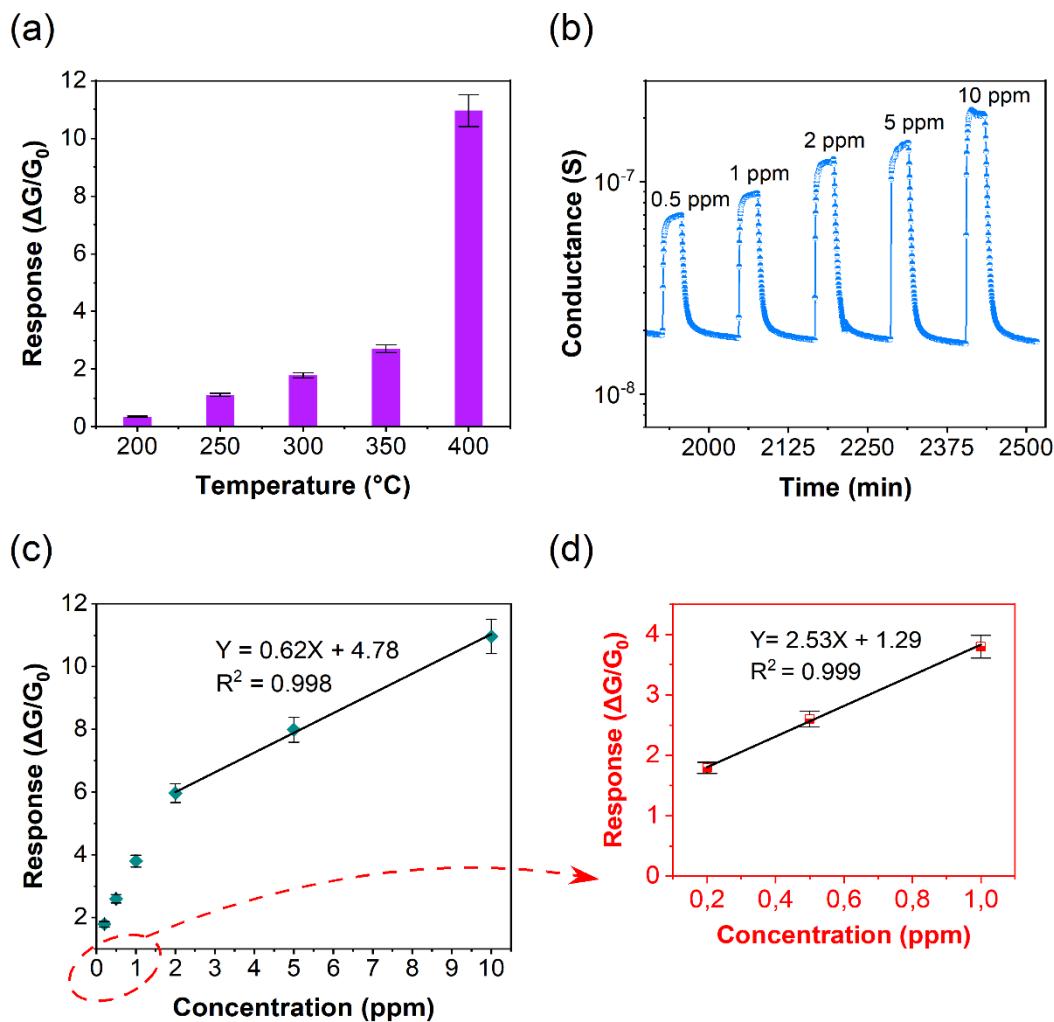 (a)
12
10
8
6
4
2
0
Response (ΔG/G₀)
200 250 300 350 400
Temperature (°C)
(b)
10⁻⁷
10⁻⁸
Conductance (S)
0.5 ppm
1 ppm
2 ppm
5 ppm
10 ppm
2000 2125 2250 2375 2500
Time (min)
(c)
12
10
8
6
4
2
Response (ΔG/G₀)
Y = 0.62X + 4.78
R² = 0.998
0 1 2 3 4 5 6 7 8 9 10
Concentration (ppm)
(d)
4
3
2
1
0
Response (ΔG/G₀)
Y= 2.53X + 1.29
R² = 0.999
0,2 0,4 0,6 0,8 1,0
Concentration (ppm)